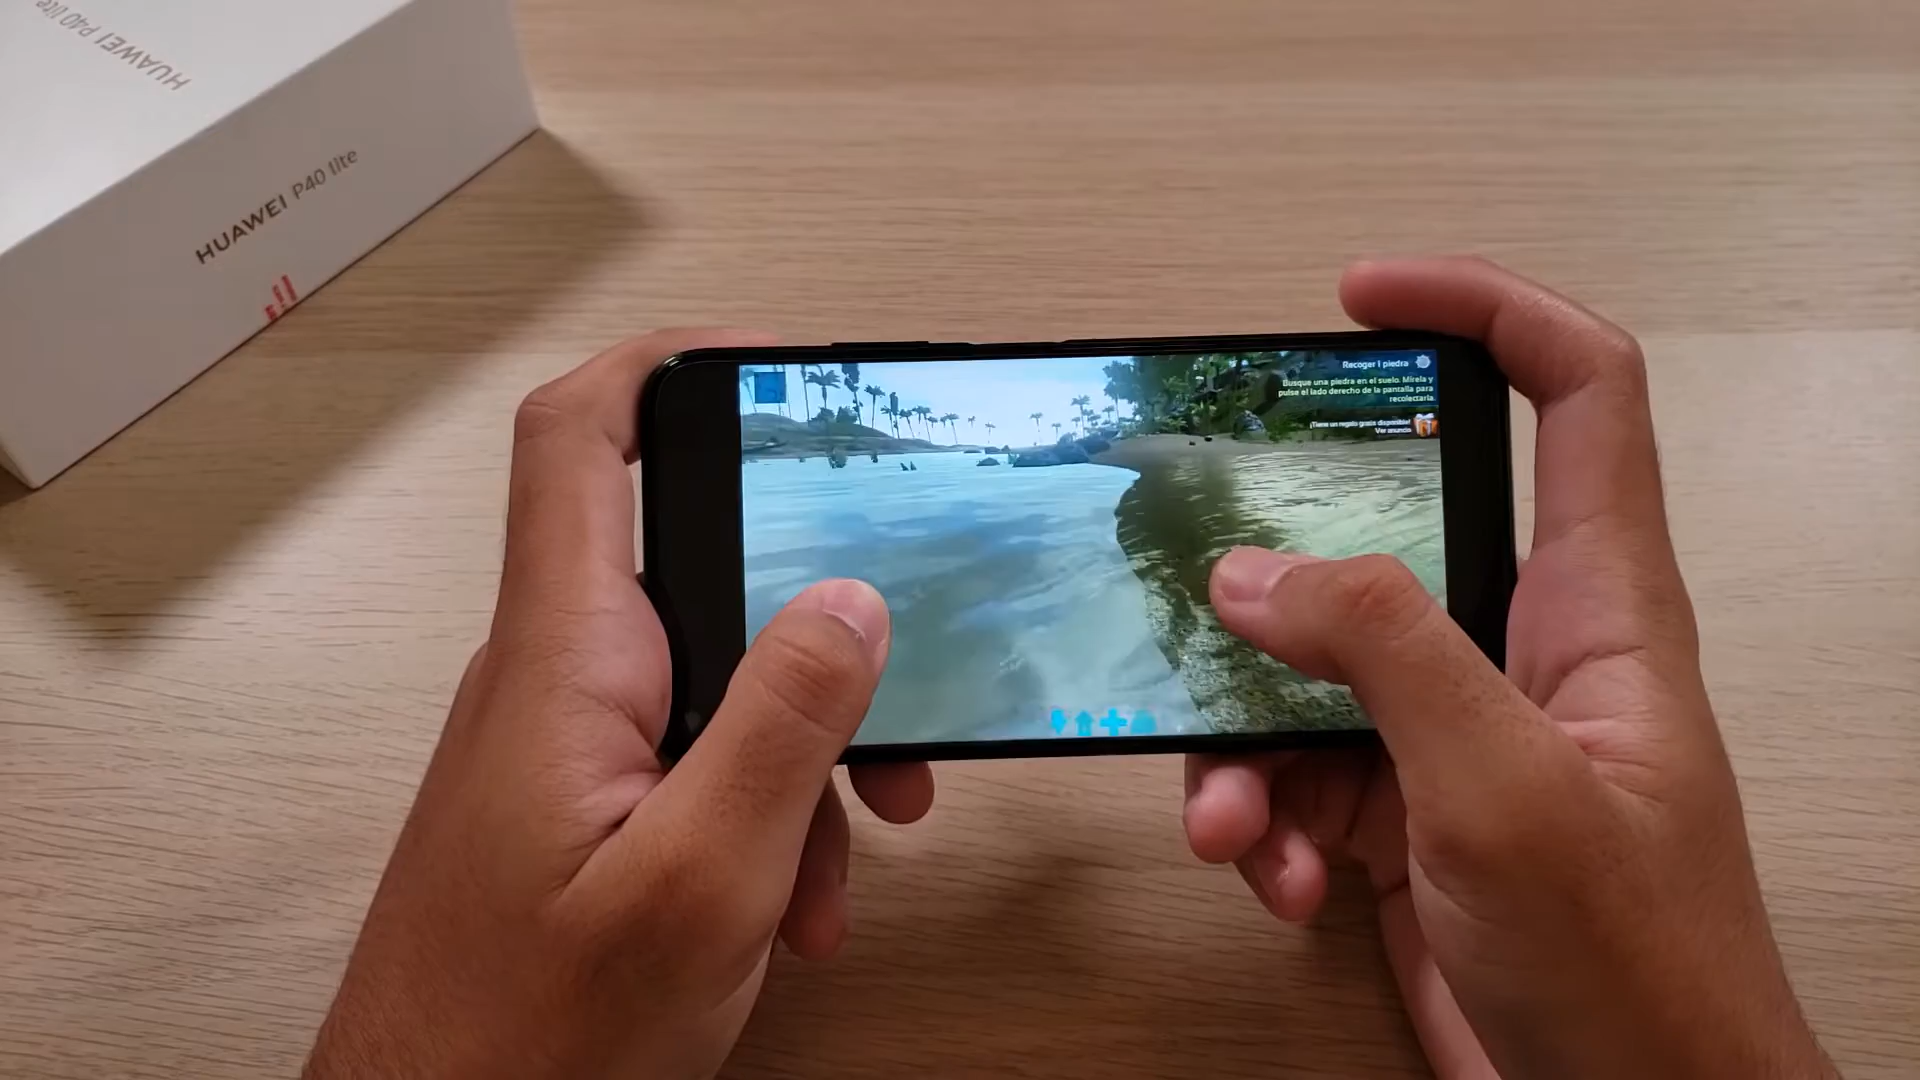 HUAWEI P40 lite
HUAWEI P40 lite
Recoger 1 piedra
Busque una piedra en el suelo. Mírela y
pulse el lado derecho de la pantalla para
recolectarla.
¡Tiene un regalo gratis disponible!
Ver anuncio